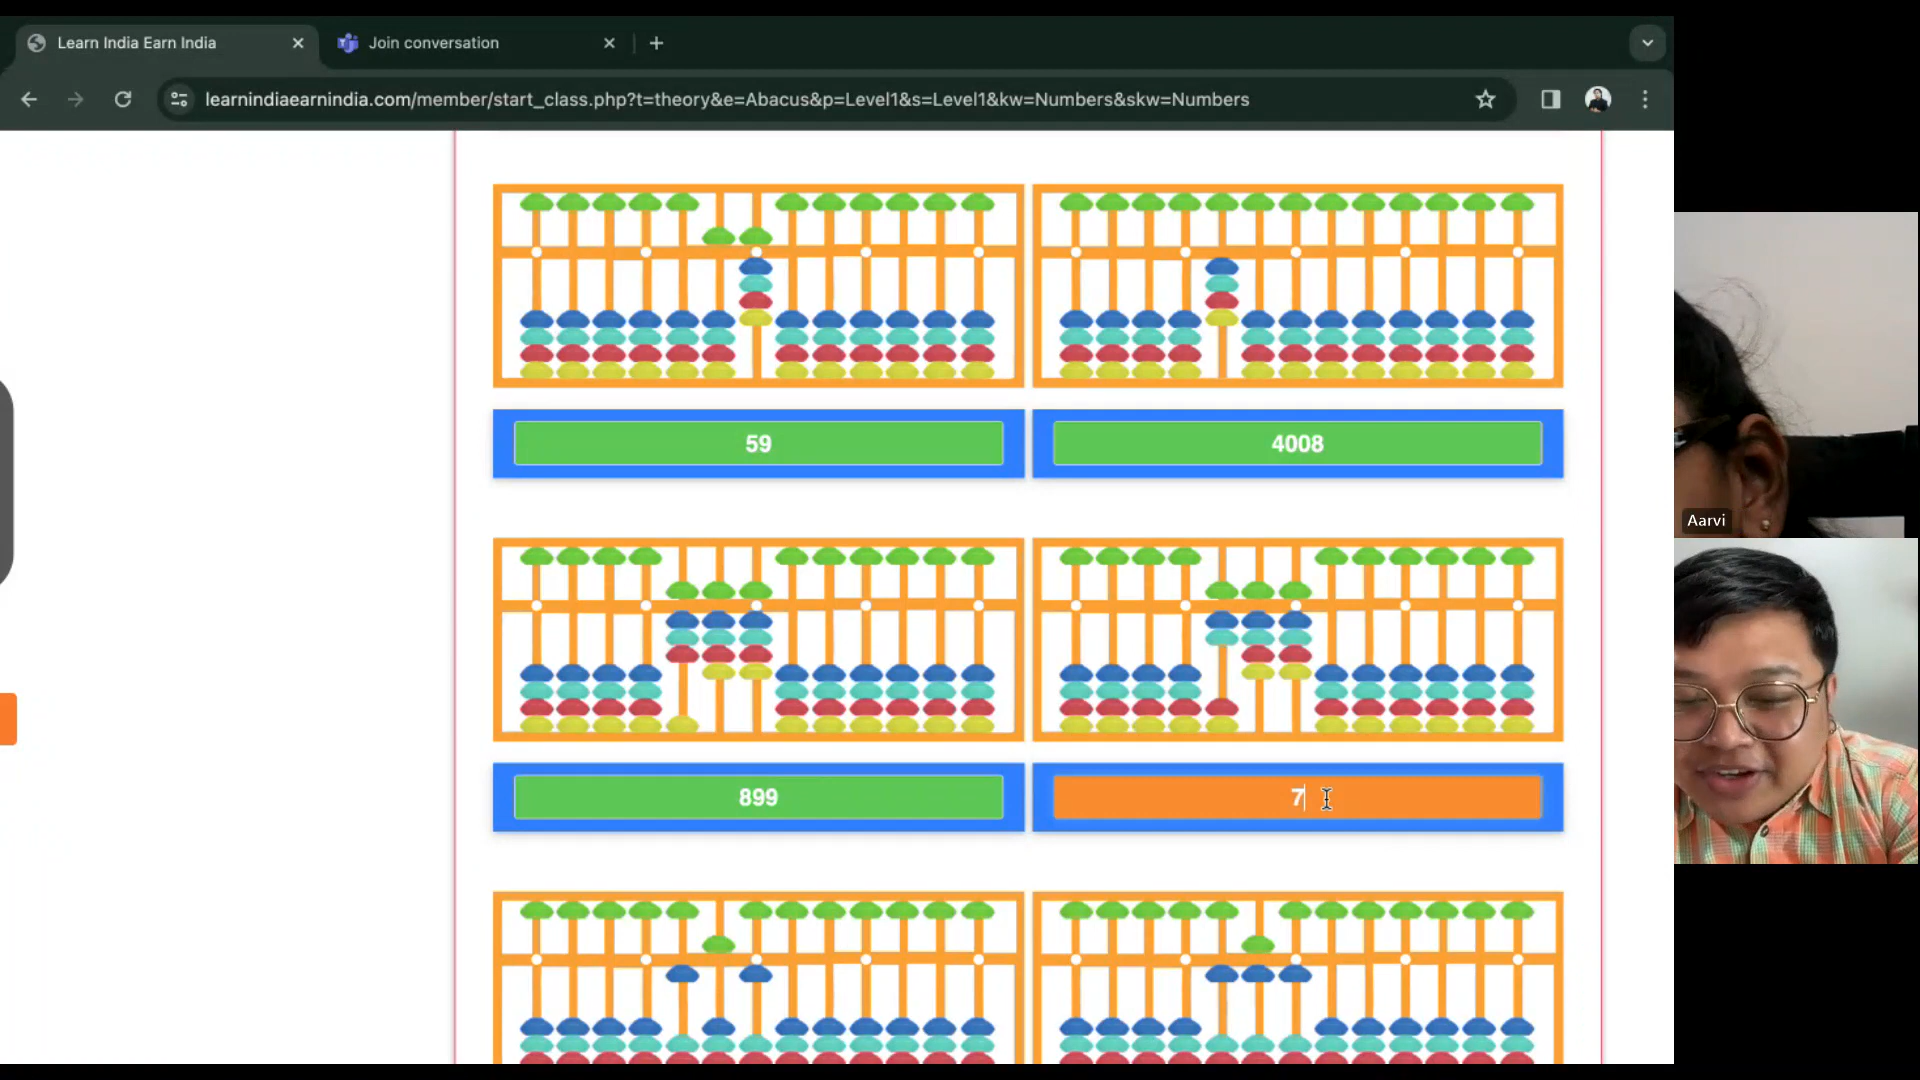 Learn India Earn India
Join conversation
learnindiaearnindia.com/member/start_class.php?t=theory&e=Abacus&p=Level1&s=Level1&kw=Numbers&skw=Numbers
59
4008
Aarvi
899
7